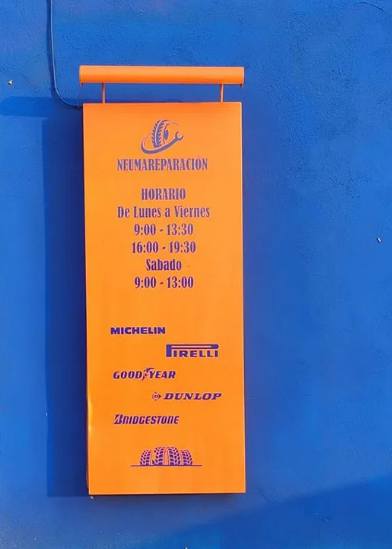 NEUMAREPARACION
HORARIO
De Lunes a Viernes
9:00 - 13:30
16:00 - 19:30
Sabado
9:00 - 13:00
MICHELIN
PIRELLI
GOODYEAR
DUNLOP
BRIDGESTONE